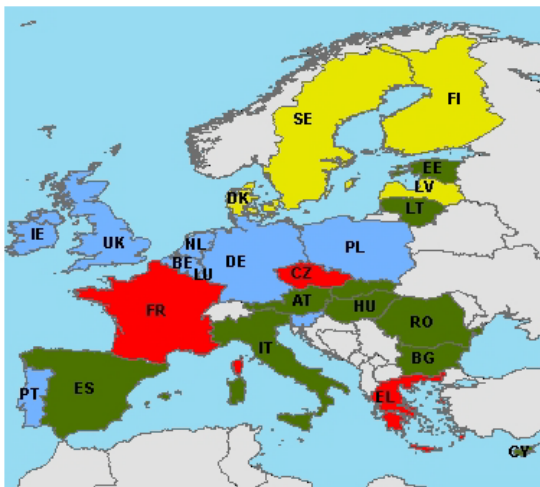 FI
SE
EE
LV
DK
LT
IE
UK
NL
BE
DE
PL
LU
CZ
AT
HU
FR
RO
IT
BG
ES
PT
EL
CY